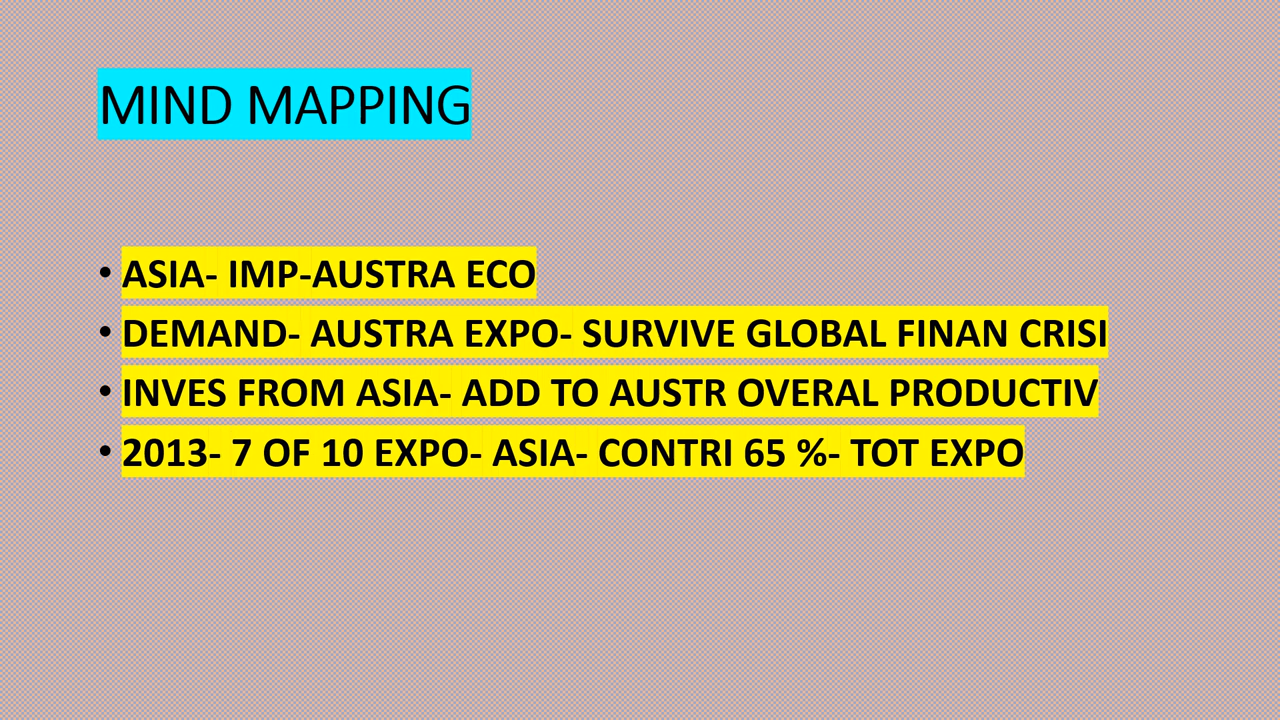 MIND MAPPING
• ASIA- IMP-AUSTRA ECO
• DEMAND- AUSTRA EXPO- SURVIVE GLOBAL FINAN CRISI
• INVES FROM ASIA- ADD TO AUSTR OVERAL PRODUCTIV
• 2013- 7 OF 10 EXPO- ASIA- CONTRI 65 %- TOT EXPO